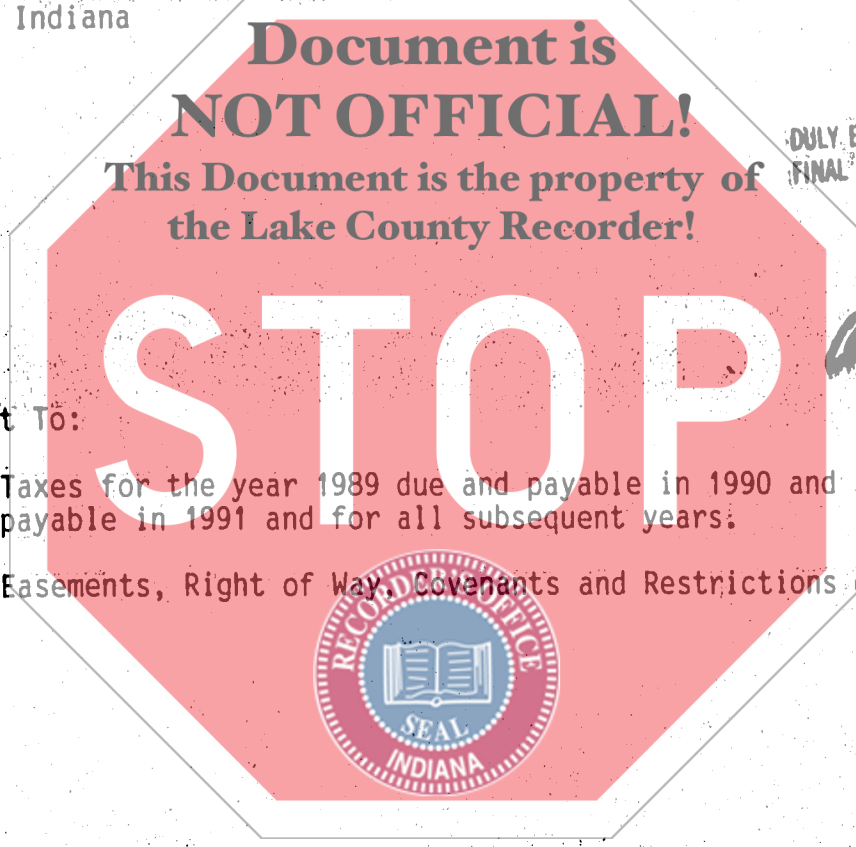 Indiana
Document is
NOT OFFICIAL!
This Document is the property of
the Lake County Recorder!
DULY E
FINAL
STOP
t To:
Taxes for the year 1989 due and payable in 1990 and
payable in 1991 and for all subsequent years.
Easements, Right of Way, Covenants and Restrictions
RECORDER'S OFFICE
SEAL
INDIANA